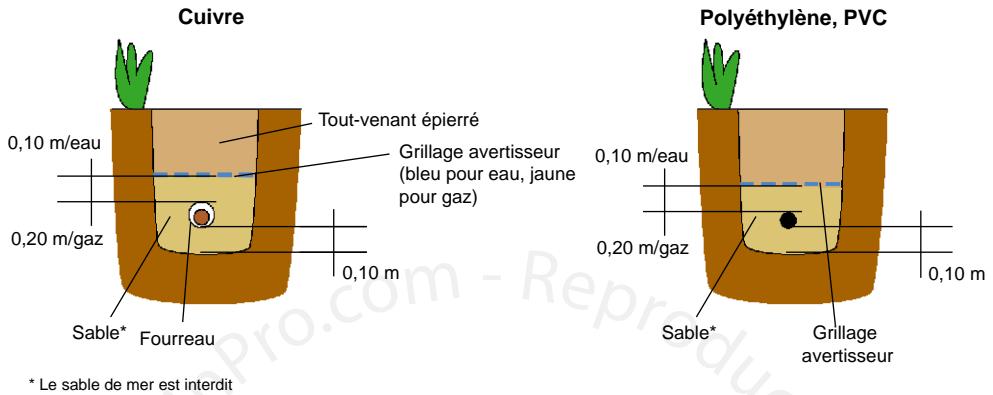 Cuivre
Polyéthylène, PVC
Tout-venant épierré
0,10 m/eau
Grillage avertisseur
(bleu pour eau, jaune
pour gaz)
0,20 m/gaz
0,10 m
Sable*
Fourreau
0,10 m/eau
0,20 m/gaz
0,10 m
Sable*
Grillage
avertisseur
* Le sable de mer est interdit